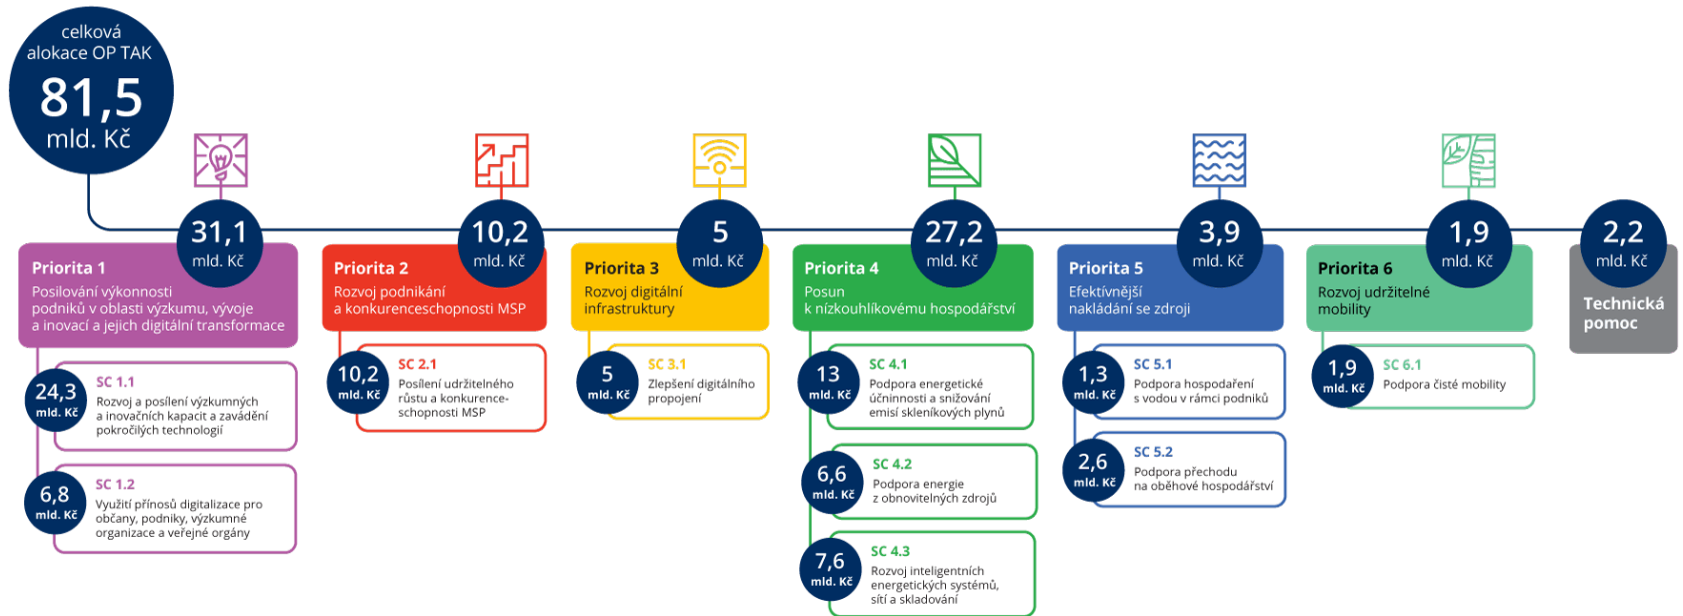 celková
alokace OP TAK
81,5
mld. Kč
31,1
mld. Kč
Priorita 1
Posilování výkonnosti
podniků v oblasti výzkumu, vývoje
a inovací a jejich digitální transformace
24,3
mld. Kč
SC 1.1
Rozvoj a posílení výzkumných
a inovačních kapacit a zavádění
pokročilých technologií
6,8
mld. Kč
SC 1.2
Využití přínosů digitalizace pro
občany, podniky, výzkumné
organizace a veřejné orgány
10,2
mld. Kč
Priorita 2
Rozvoj podnikání
a konkurenceschopnosti MSP
10,2
mld. Kč
SC 2.1
Posílení udržitelného
růstu a konkurence-
schopnosti MSP
5
mld. Kč
Priorita 3
Rozvoj digitální
infrastruktury
5
mld. Kč
SC 3.1
Zlepšení digitálního
propojení
27,2
mld. Kč
Priorita 4
Posun
k nízkouhlíkovému hospodářství
13
mld. Kč
SC 4.1
Podpora energetické
účninnosti a snižování
emisí skleníkových plynů
6,6
mld. Kč
SC 4.2
Podpora energie
z obnovitelných zdrojů
7,6
mld. Kč
SC 4.3
Rozvoj inteligentních
energetických systémů,
sítí a skladování
3,9
mld. Kč
Priorita 5
Efektívnější
nakládání se zdroji
1,3
mld. Kč
SC 5.1
Podpora hospodaření
s vodou v rámci podniků
2,6
mld. Kč
SC 5.2
Podpora přechodu
na oběhové hospodářství
1,9
mld. Kč
Priorita 6
Rozvoj udržitelné
mobility
1,9
mld. Kč
SC 6.1
Podpora čisté mobility
2,2
mld. Kč
Technická
pomoc